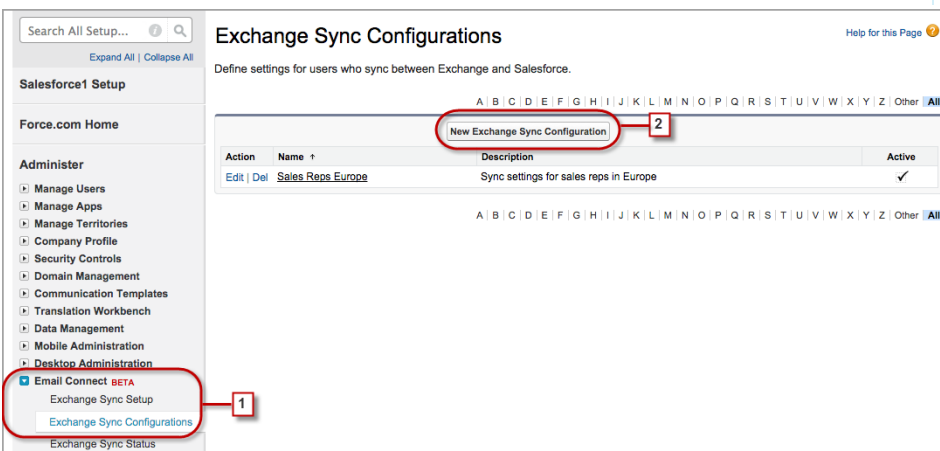 Search All Setup...
Expand All | Collapse All
Salesforce1 Setup
Force.com Home
Administer
Manage Users
Manage Apps
Manage Territories
Company Profile
Security Controls
Domain Management
Communication Templates
Translation Workbench
Data Management
Mobile Administration
Desktop Administration
Email Connect BETA
Exchange Sync Setup
Exchange Sync Configurations
Exchange Sync Status
1
Exchange Sync Configurations
Help for this Page ?
Define settings for users who sync between Exchange and Salesforce.
A | B | C | D | E | F | G | H | I | J | K | L | M | N | O | P | Q | R | S | T | U | V | W | X | Y | Z | Other All
New Exchange Sync Configuration
2
Action Name ↑ Description Active
Edit | Del Sales Reps Europe Sync settings for sales reps in Europe ✓
A | B | C | D | E | F | G | H | I | J | K | L | M | N | O | P | Q | R | S | T | U | V | W | X | Y | Z | Other All